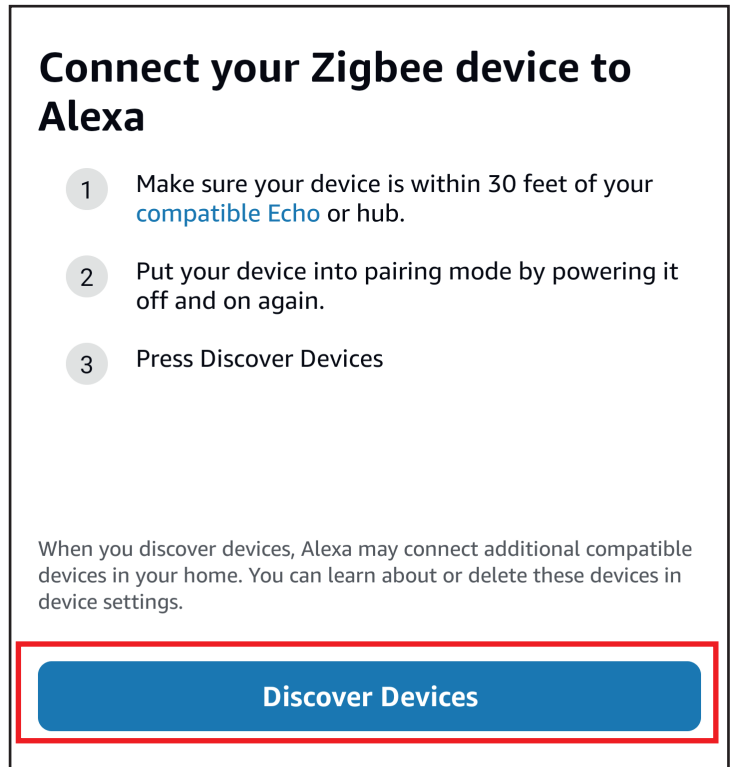 Connect your Zigbee device to
Alexa
1
Make sure your device is within 30 feet of your
compatible Echo or hub.
2
Put your device into pairing mode by powering it
off and on again.
3
Press Discover Devices
When you discover devices, Alexa may connect additional compatible
devices in your home. You can learn about or delete these devices in
device settings.
Discover Devices